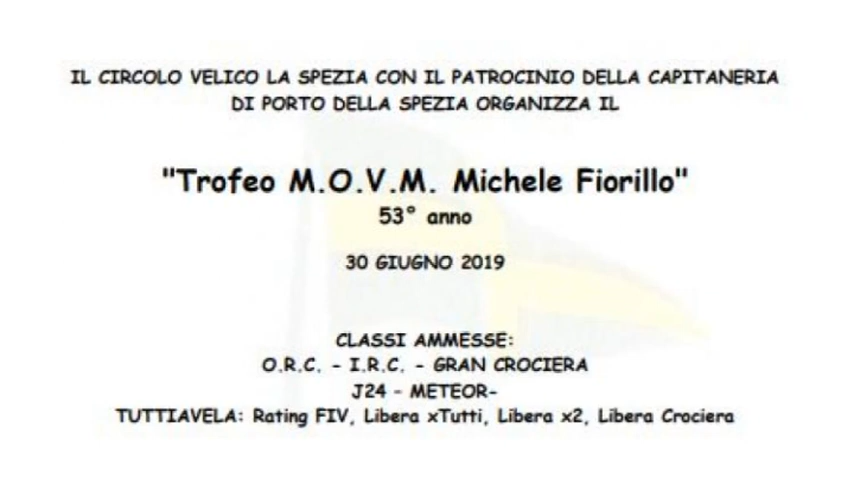 IL CIRCOLO VELICO LA SPEZIA CON IL PATROCINIO DELLA CAPITANERIA
DI PORTO DELLA SPEZIA ORGANIZZA IL
"Trofeo M.O.V.M. Michele Fiorillo"
53° anno
30 GIUGNO 2019
CLASSI AMMESSE:
O.R.C. - I.R.C. - GRAN CROCIERA
J24 - METEOR-
TUTTIAVELA: Rating FIV, Libera xTutti, Libera x2, Libera Crociera